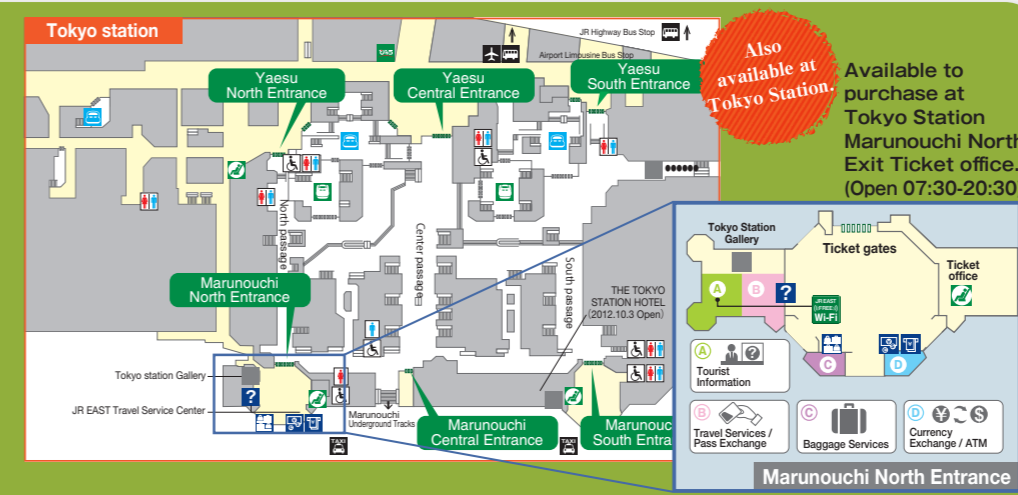 Tokyo station
JR Highway Bus Stop
Airport Limousine Bus Stop
Yaesu
North Entrance
Yaesu
Central Entrance
Yaesu
South Entrance
Also
available at
Tokyo Station.
Available to
purchase at
Tokyo Station
Marunouchi North
Exit Ticket office.
(Open 07:30-20:30
North passage
Center passage
South passage
Marunouchi
North Entrance
THE TOKYO
STATION HOTEL
(2012.10.3 Open)
Tokyo station Gallery
?
JR EAST Travel Service Center
Marunouchi
Underground Tracks
TAXI
Marunouchi
Central Entrance
TAXI
Marunouc
South Entra
Tokyo Station
Gallery
Ticket gates
Ticket
office
A
B
?
JR EAST
FREE
Wi-Fi
C
D
A
?
Tourist
Information
B
Travel Services /
Pass Exchange
C
Baggage Services
D
¥ $
Currency
Exchange / ATM
Marunouchi North Entrance